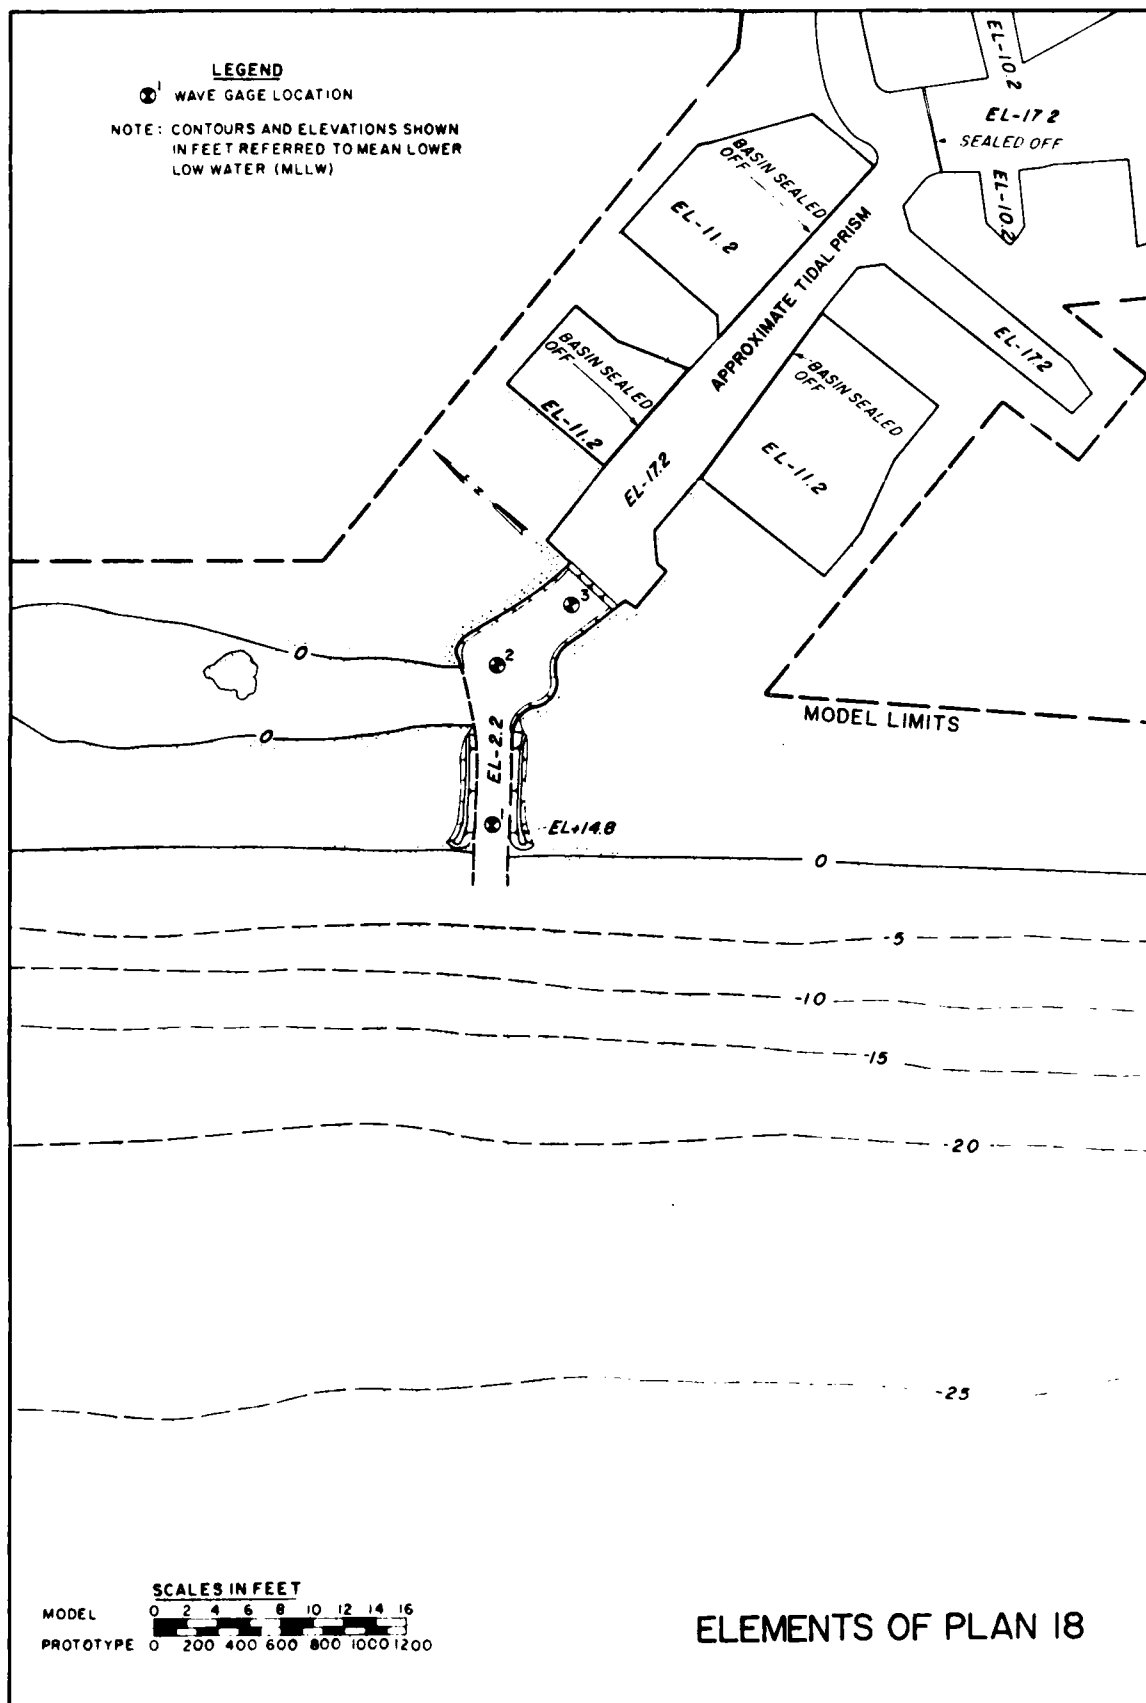 LEGEND
1
WAVE GAGE LOCATION
NOTE: CONTOURS AND ELEVATIONS SHOWN
IN FEET REFERRED TO MEAN LOWER
LOW WATER (MLLW)
EL-10.2
EL-17.2
SEALED OFF
EL-10.2
BASIN SEALED
OFF
EL-11.2
APPROXIMATE TIDAL PRISM
EL-17.2
BASIN SEALED
OFF
EL-11.2
BASIN SEALED
OFF
EL-11.2
EL-17.2
N
3
2
0
0
EL-2.2
MODEL LIMITS
1
EL+14.8
0
-5
-10
-15
-20
-25
SCALES IN FEET
MODEL 0 2 4 6 8 10 12 14 16
PROTOTYPE 0 200 400 600 800 1000 1200
ELEMENTS OF PLAN 18